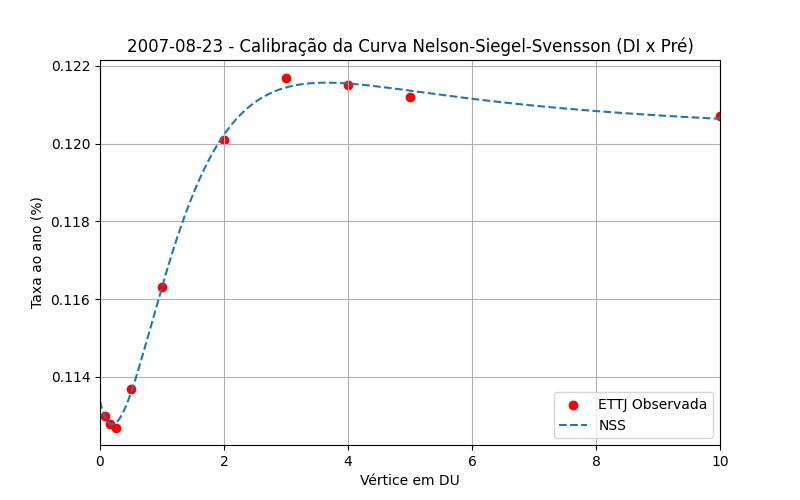 2007-08-23 - Calibração da Curva Nelson-Siegel-Svensson (DI x Pré)
Taxa ao ano (%)
0.122
0.120
0.118
0.116
0.114
ETTJ Observada
NSS
0 2 4 6 8 10
Vértice em DU